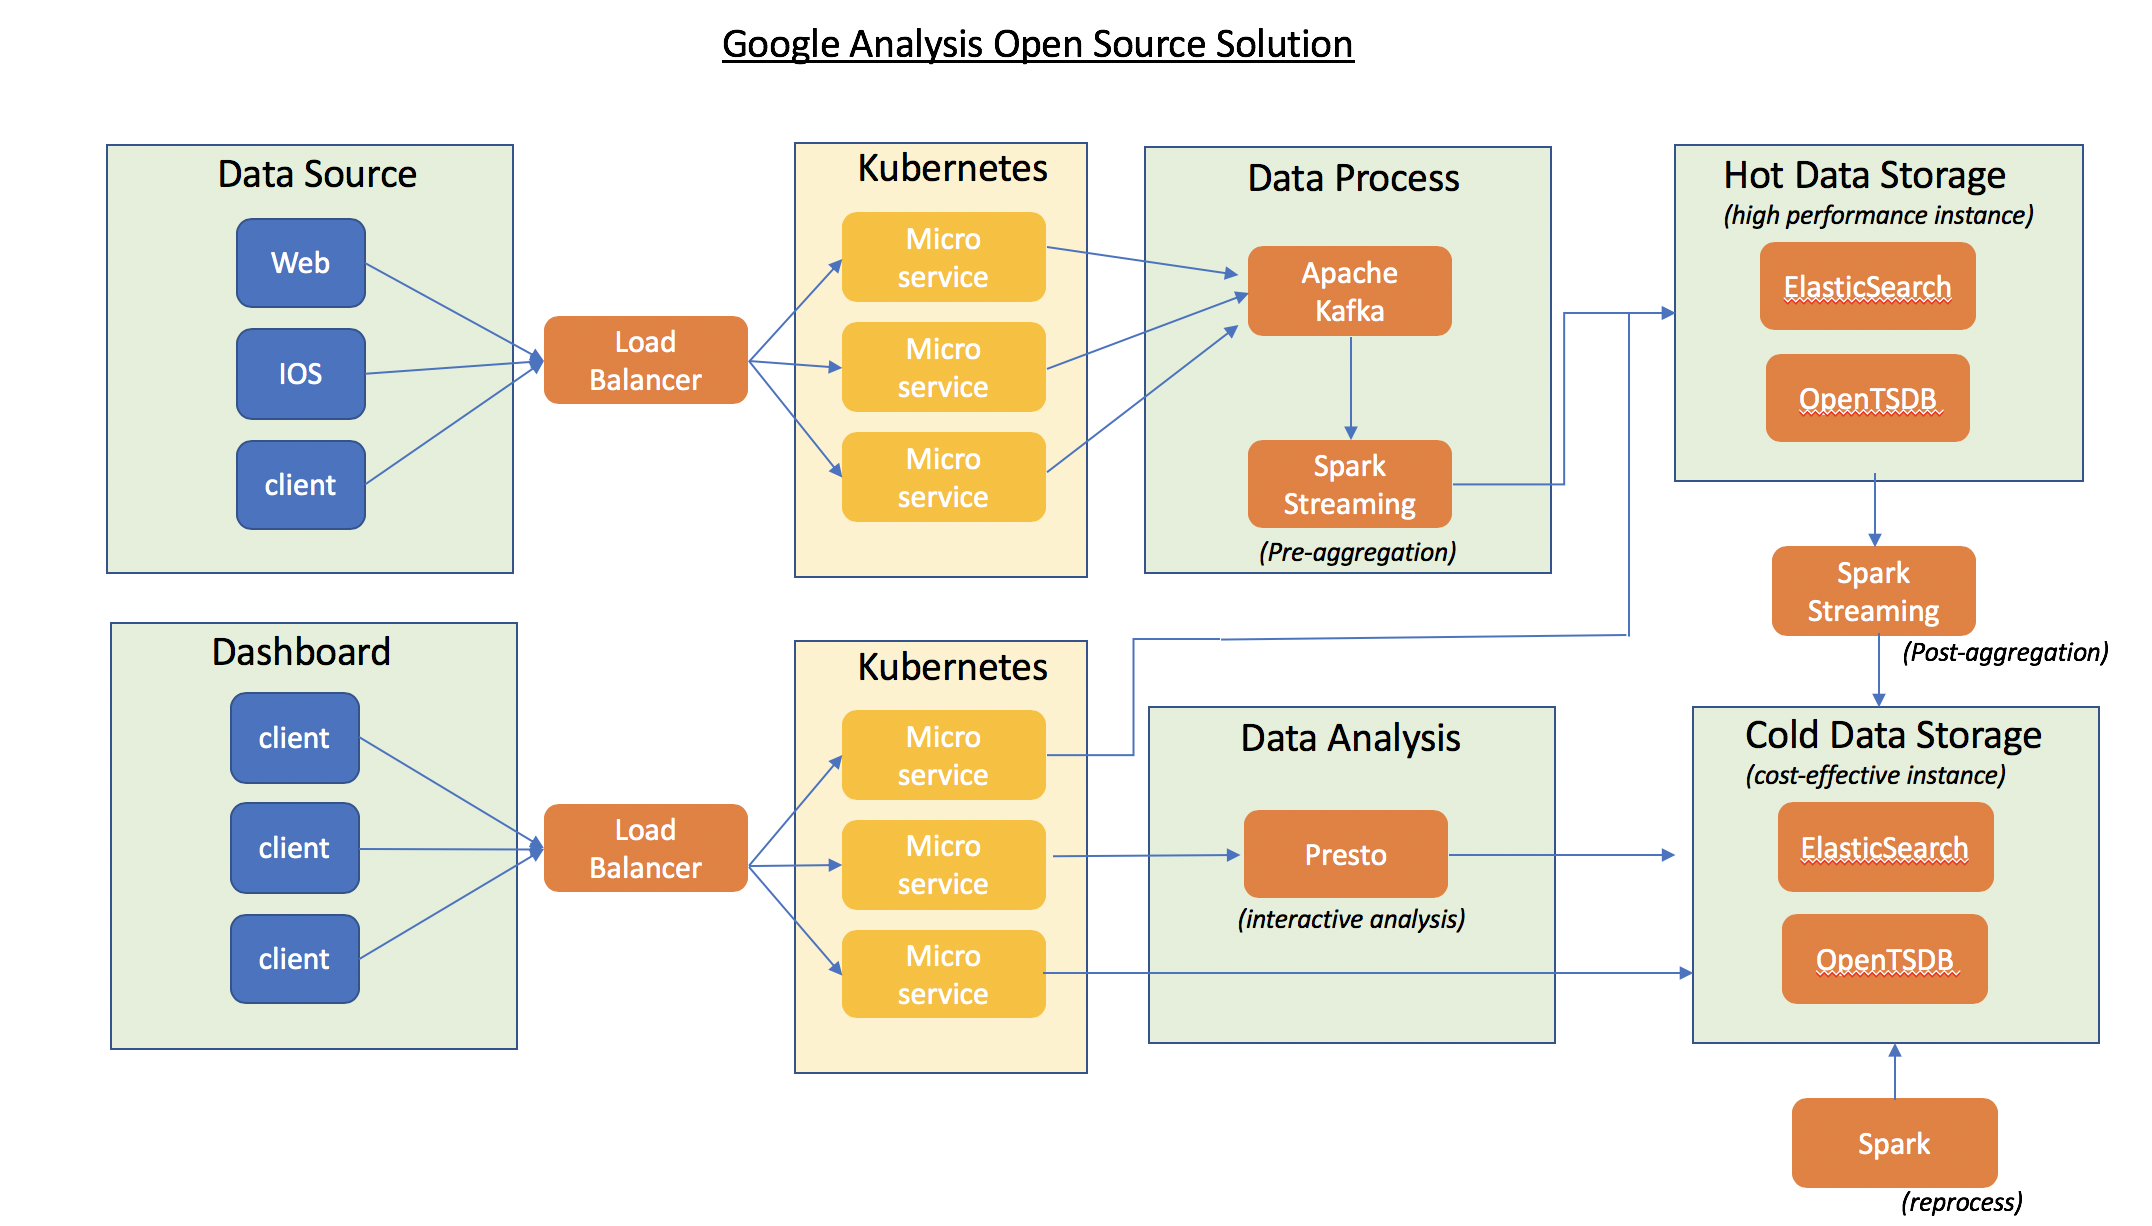 Google Analysis Open Source Solution
Data Source
Web
IOS
client
Load
Balancer
Kubernetes
Micro
service
Micro
service
Micro
service
Data Process
Apache
Kafka
Spark
Streaming
(Pre-aggregation)
Hot Data Storage
(high performance instance)
ElasticSearch
OpenTSDB
Spark
Streaming
(Post-aggregation)
Dashboard
client
client
client
Load
Balancer
Kubernetes
Micro
service
Micro
service
Micro
service
Data Analysis
Presto
(interactive analysis)
Cold Data Storage
(cost-effective instance)
ElasticSearch
OpenTSDB
Spark
(reprocess)